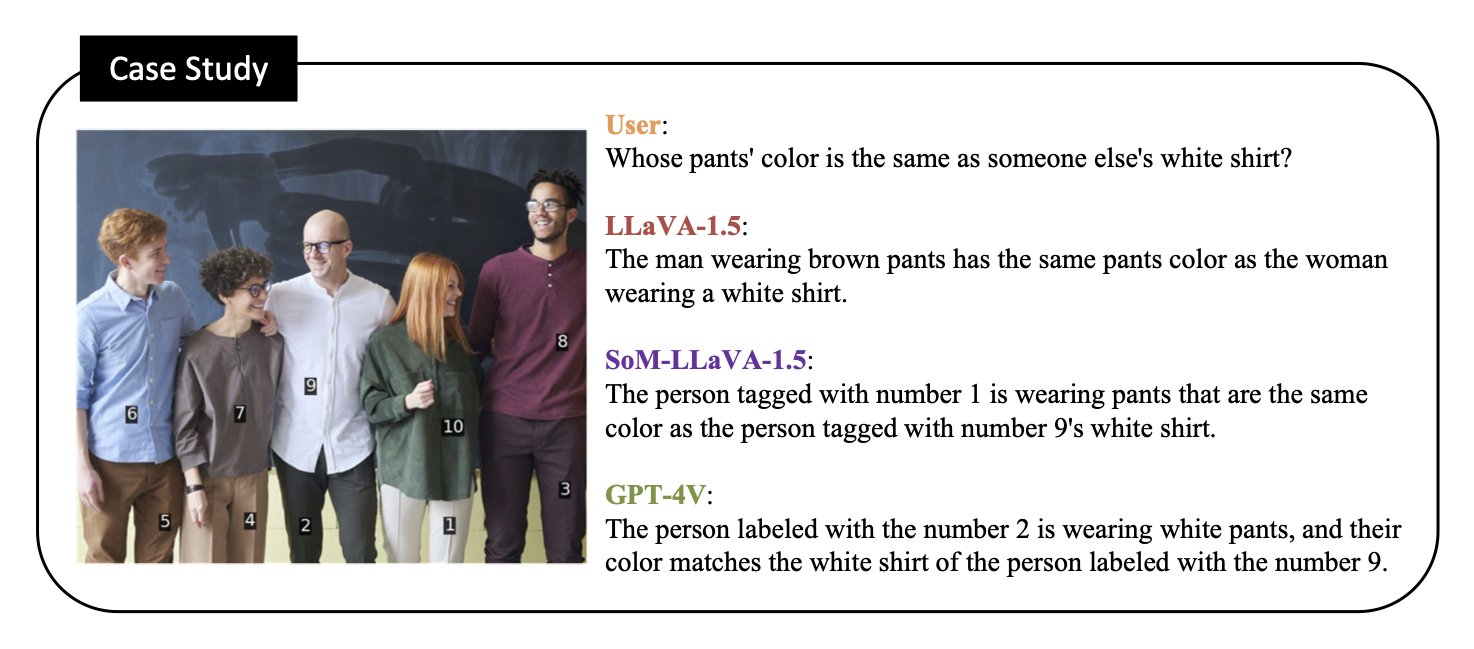 Case Study
User:
Whose pants' color is the same as someone else's white shirt?
LLaVA-1.5:
The man wearing brown pants has the same pants color as the woman
wearing a white shirt.
SoM-LLaVA-1.5:
The person tagged with number 1 is wearing pants that are the same
color as the person tagged with number 9's white shirt.
GPT-4V:
The person labeled with the number 2 is wearing white pants, and their
color matches the white shirt of the person labeled with the number 9.
8
9
6
7
10
3
5
4
2
1